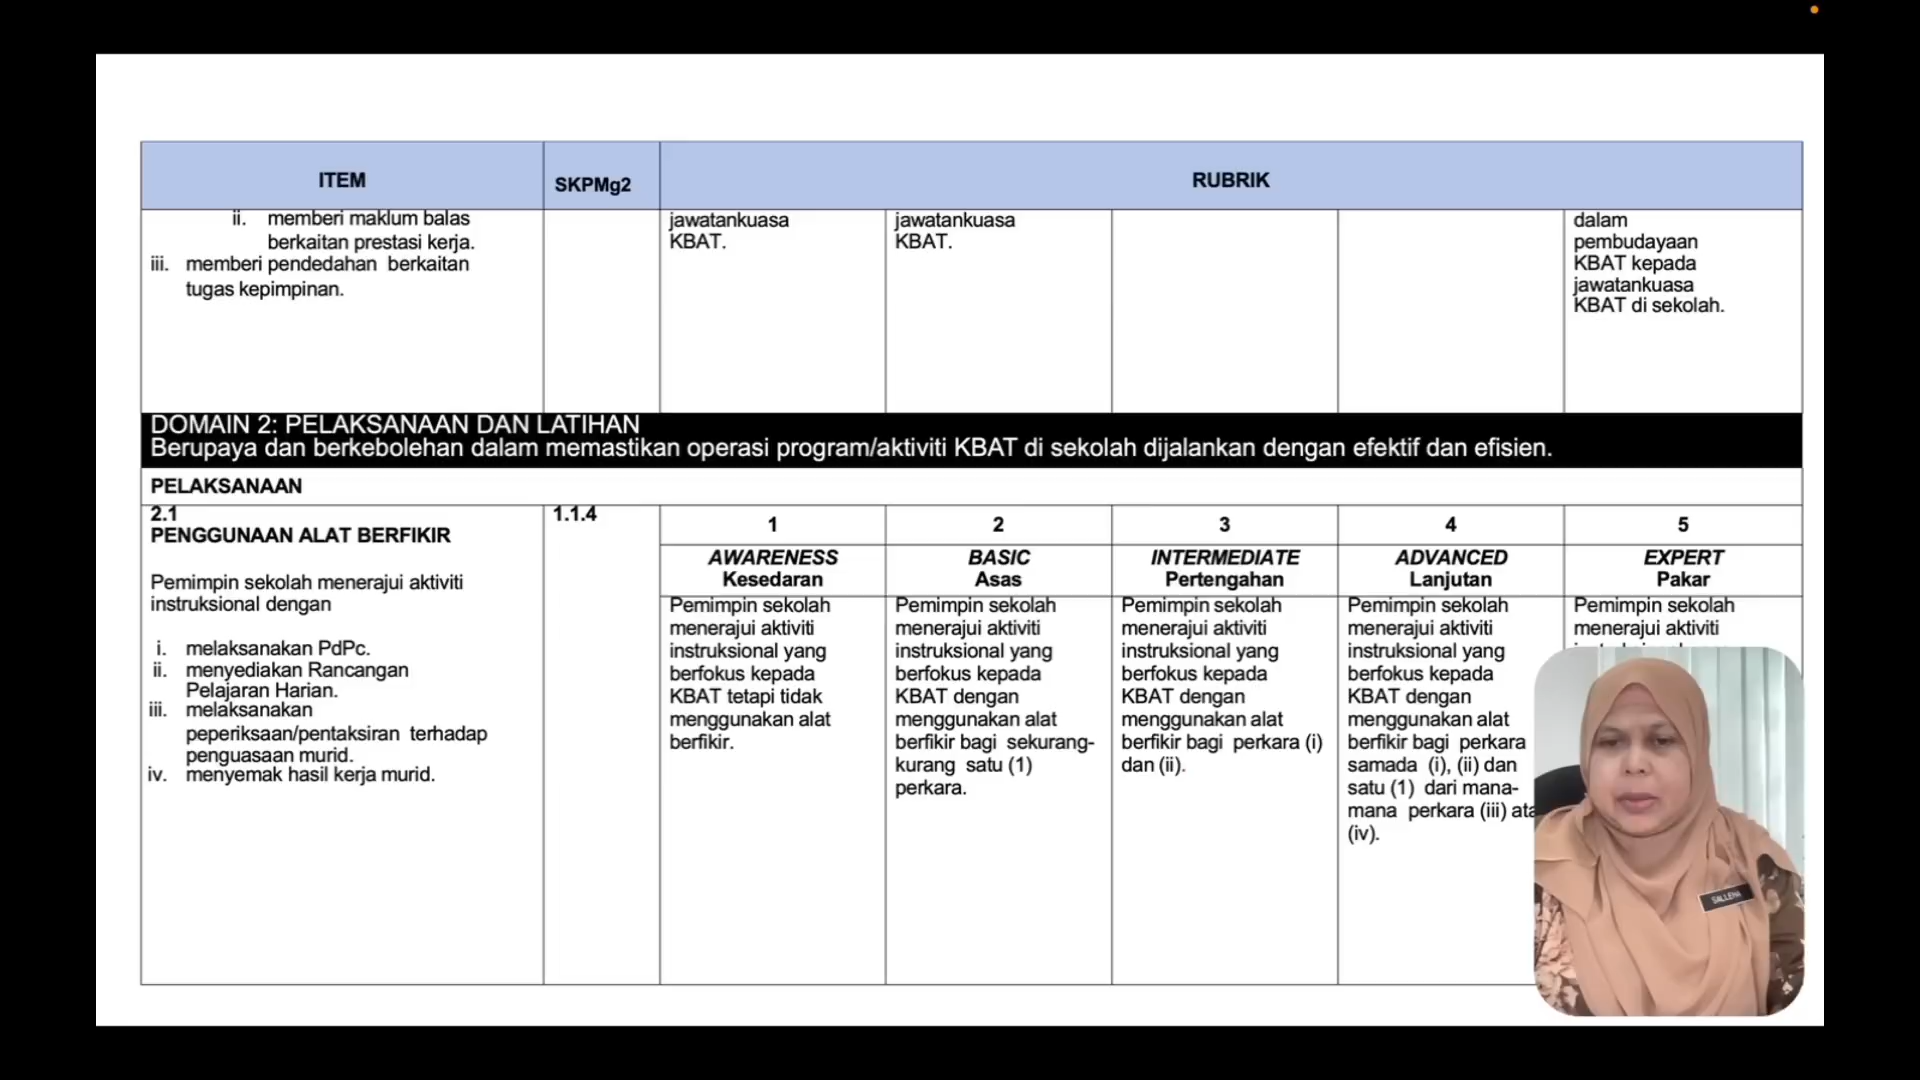 ITEM
SKPMg2
RUBRIK
ii. memberi maklum balas
berkaitan prestasi kerja.
iii. memberi pendedahan berkaitan
tugas kepimpinan.
jawatankuasa
KBAT.
jawatankuasa
KBAT.
dalam
pembudayaan
KBAT kepada
jawatankuasa
KBAT di sekolah.
DOMAIN 2: PELAKSANAAN DAN LATIHAN
Berupaya dan berkebolehan dalam memastikan operasi program/aktiviti KBAT di sekolah dijalankan dengan efektif dan efisien.
PELAKSANAAN
2.1
PENGGUNAAN ALAT BERFIKIR
Pemimpin sekolah menerajui aktiviti
instruksional dengan
i. melaksanakan PdPc.
ii. menyediakan Rancangan
Pelajaran Harian.
iii. melaksanakan
peperiksaan/pentaksiran terhadap
penguasaan murid.
iv. menyemak hasil kerja murid.
1.1.4
1
AWARENESS
Kesedaran
Pemimpin sekolah
menerajui aktiviti
instruksional yang
berfokus kepada
KBAT tetapi tidak
menggunakan alat
berfikir.
2
BASIC
Asas
Pemimpin sekolah
menerajui aktiviti
instruksional yang
berfokus kepada
KBAT dengan
menggunakan alat
berfikir bagi sekurang-
kurang satu (1)
perkara.
3
INTERMEDIATE
Pertengahan
Pemimpin sekolah
menerajui aktiviti
instruksional yang
berfokus kepada
KBAT dengan
menggunakan alat
berfikir bagi perkara (i)
dan (ii).
4
ADVANCED
Lanjutan
Pemimpin sekolah
menerajui aktiviti
instruksional yang
berfokus kepada
KBAT dengan
menggunakan alat
berfikir bagi perkara
samada (i), (ii) dan
satu (1) dari mana-
mana perkara (iii)
(iv).
5
EXPERT
Pakar
Pemimpin sekolah
menerajui aktiviti
SALLEHA